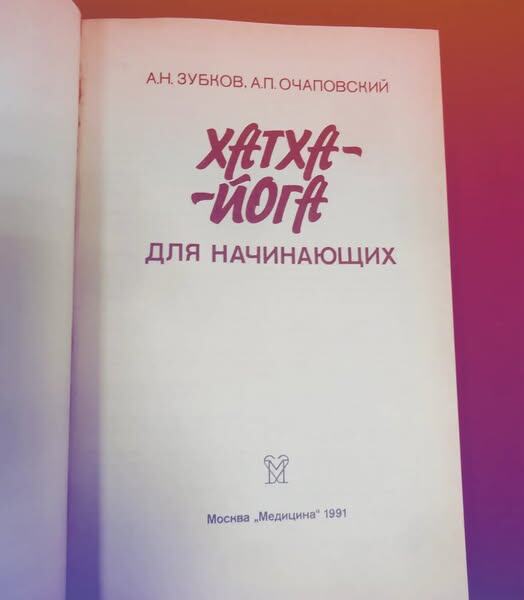 А.Н. ЗУБКОВ, А.П. ОЧАПОВСКИЙ
ХАТХА-
-ЙОГА
ДЛЯ НАЧИНАЮЩИХ
Москва „Медицина" 1991